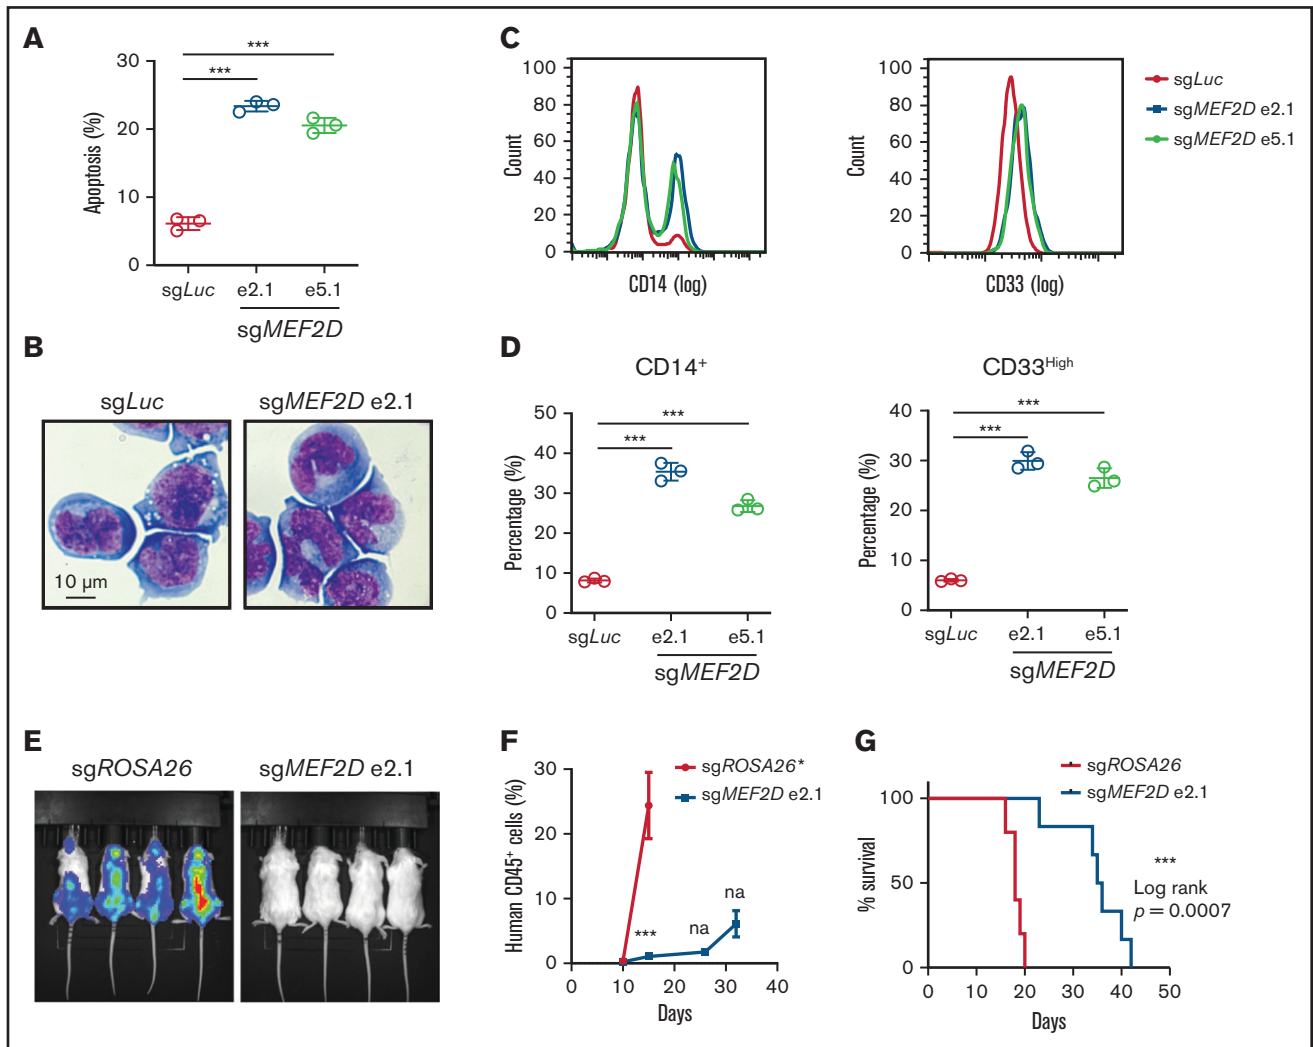 A
***
***
30
20
10
0
Apoptosis (%)
sgLuc
e2.1
e5.1
sgMEF2D
B
sgLuc
sgMEF2D e2.1
10 µm
C
100
80
60
40
20
0
Count
CD14 (log)
100
80
60
40
20
0
Count
CD33 (log)
sgLuc
sgMEF2D e2.1
sgMEF2D e5.1
D
CD14+
***
***
50
40
30
20
10
0
Percentage (%)
sgLuc
e2.1
e5.1
sgMEF2D
CD33High
***
***
40
30
20
10
0
Percentage (%)
sgLuc
e2.1
e5.1
sgMEF2D
E
sgROSA26
sgMEF2D e2.1
F
sgROSA26*
sgMEF2D e2.1
30
20
10
0
Human CD45+ cells (%)
***
na
na
0
10
20
30
40
Days
G
sgROSA26
sgMEF2D e2.1
100
50
0
% survival
***
Log rank
p = 0.0007
0
10
20
30
40
50
Days